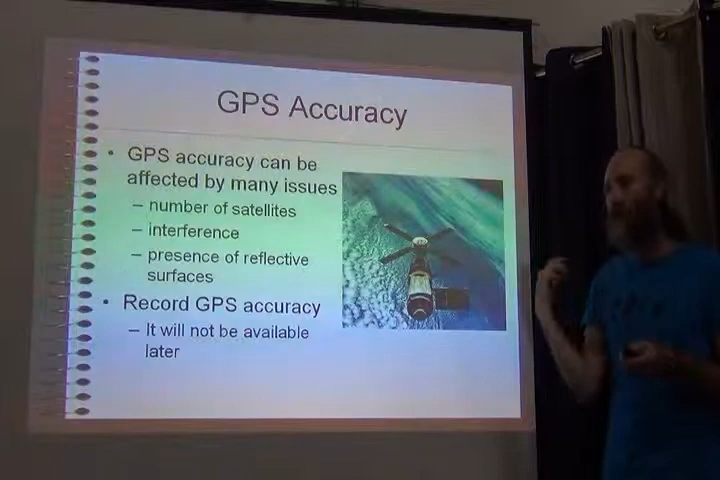 GPS Accuracy
• GPS accuracy can be
affected by many issues
– number of satellites
– interference
– presence of reflective
surfaces
• Record GPS accuracy
– It will not be available
later